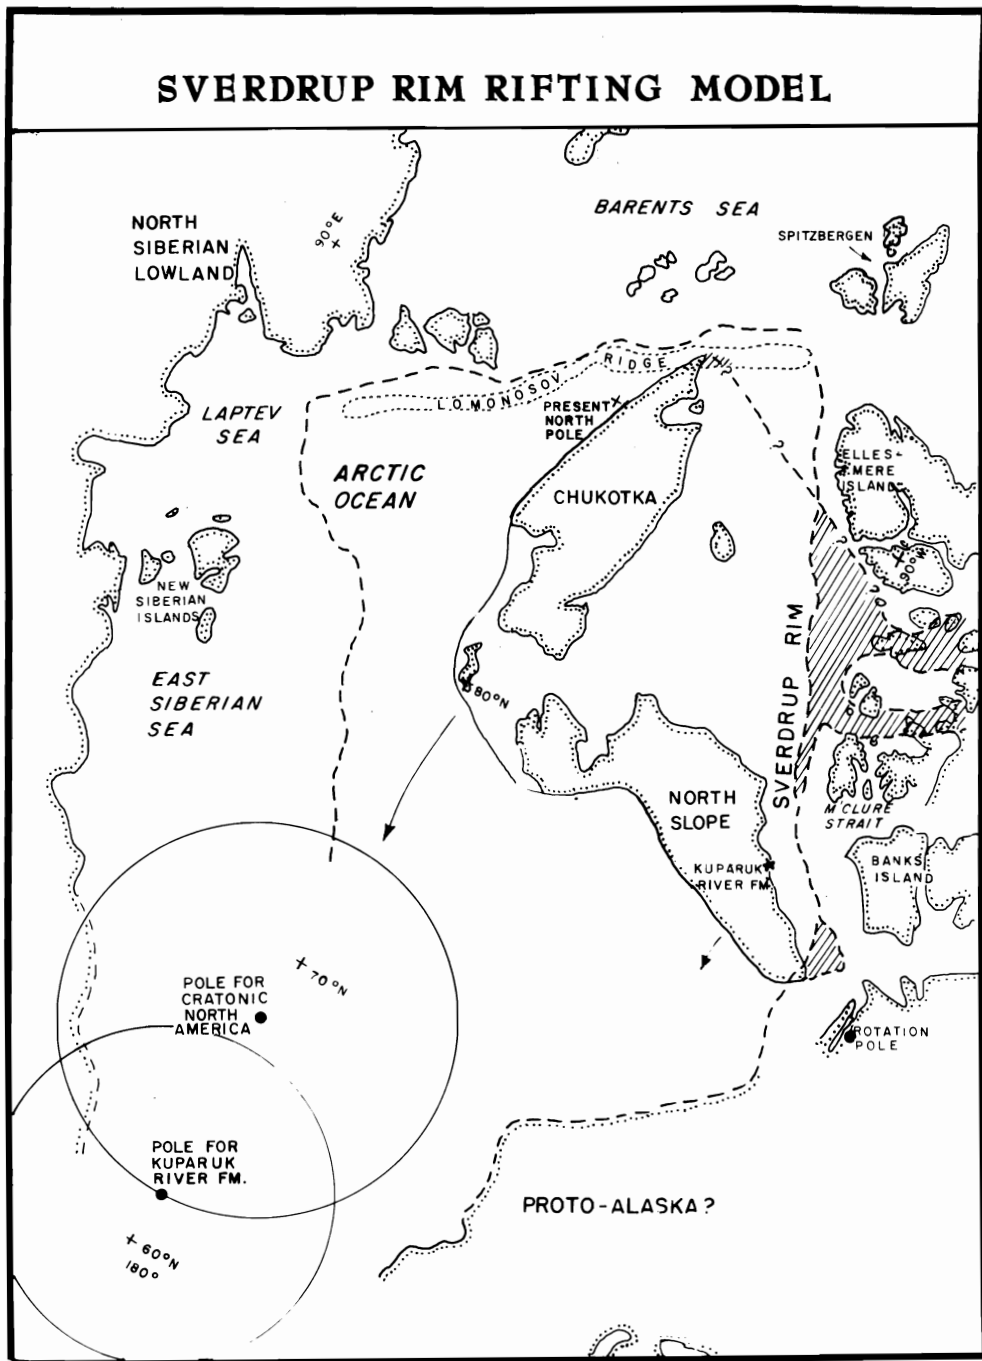 SVERDRUP RIM RIFTING MODEL
BARENTS SEA
NORTH
SIBERIAN
LOWLAND
90°E
SPITZBERGEN
LOMONOSOV RIDGE
?
PRESENT
NORTH
POLE
LAPTEV
SEA
ARCTIC
OCEAN
CHUKOTKA
?
ELLES-
MERE
ISLAND
90°W
NEW
SIBERIAN
ISLANDS
?
EAST
SIBERIAN
SEA
80°N
SVERDRUP RIM
NORTH
SLOPE
M'CLURE
STRAIT
KUPARUK
RIVER FM.
BANKS
ISLAND
70°N
POLE FOR
CRATONIC
NORTH
AMERICA
ROTATION
POLE
POLE FOR
KUPARUK
RIVER FM.
60°N
180°
PROTO-ALASKA?